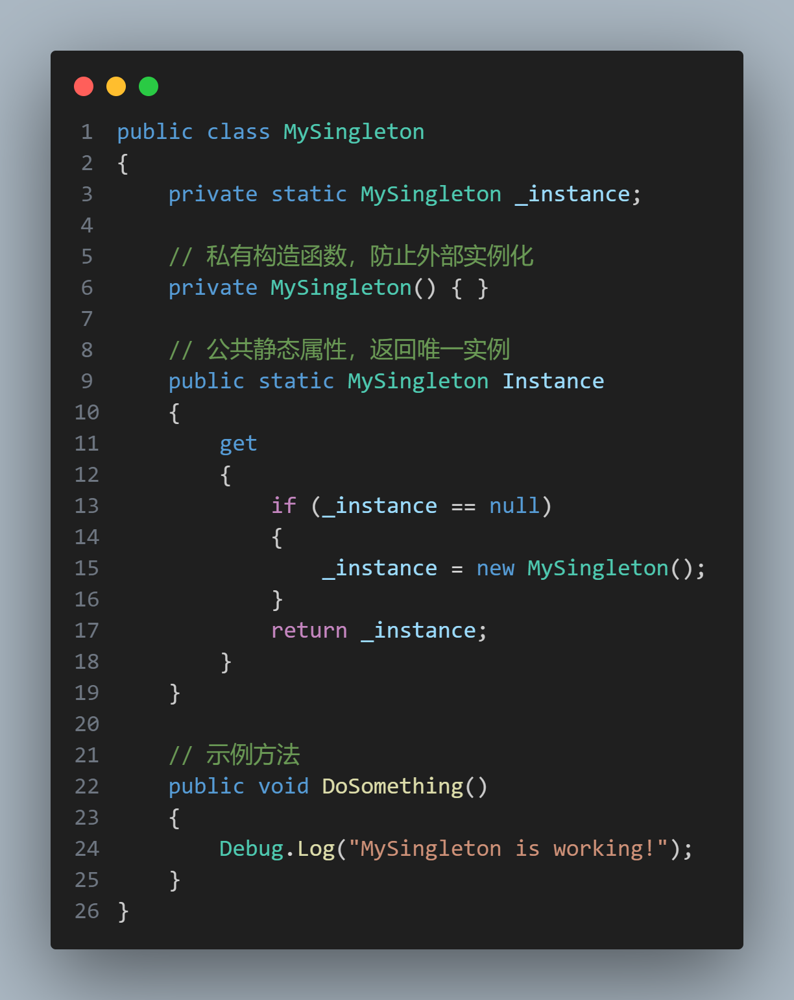 1 public class MySingleton
2 {
3     private static MySingleton _instance;
4
5     // 私有构造函数，防止外部实例化
6     private MySingleton() { }
7
8     // 公共静态属性，返回唯一实例
9     public static MySingleton Instance
10     {
11         get
12         {
13             if (_instance == null)
14             {
15                 _instance = new MySingleton();
16             }
17             return _instance;
18         }
19     }
20
21     // 示例方法
22     public void DoSomething()
23     {
24         Debug.Log("MySingleton is working!");
25     }
26 }